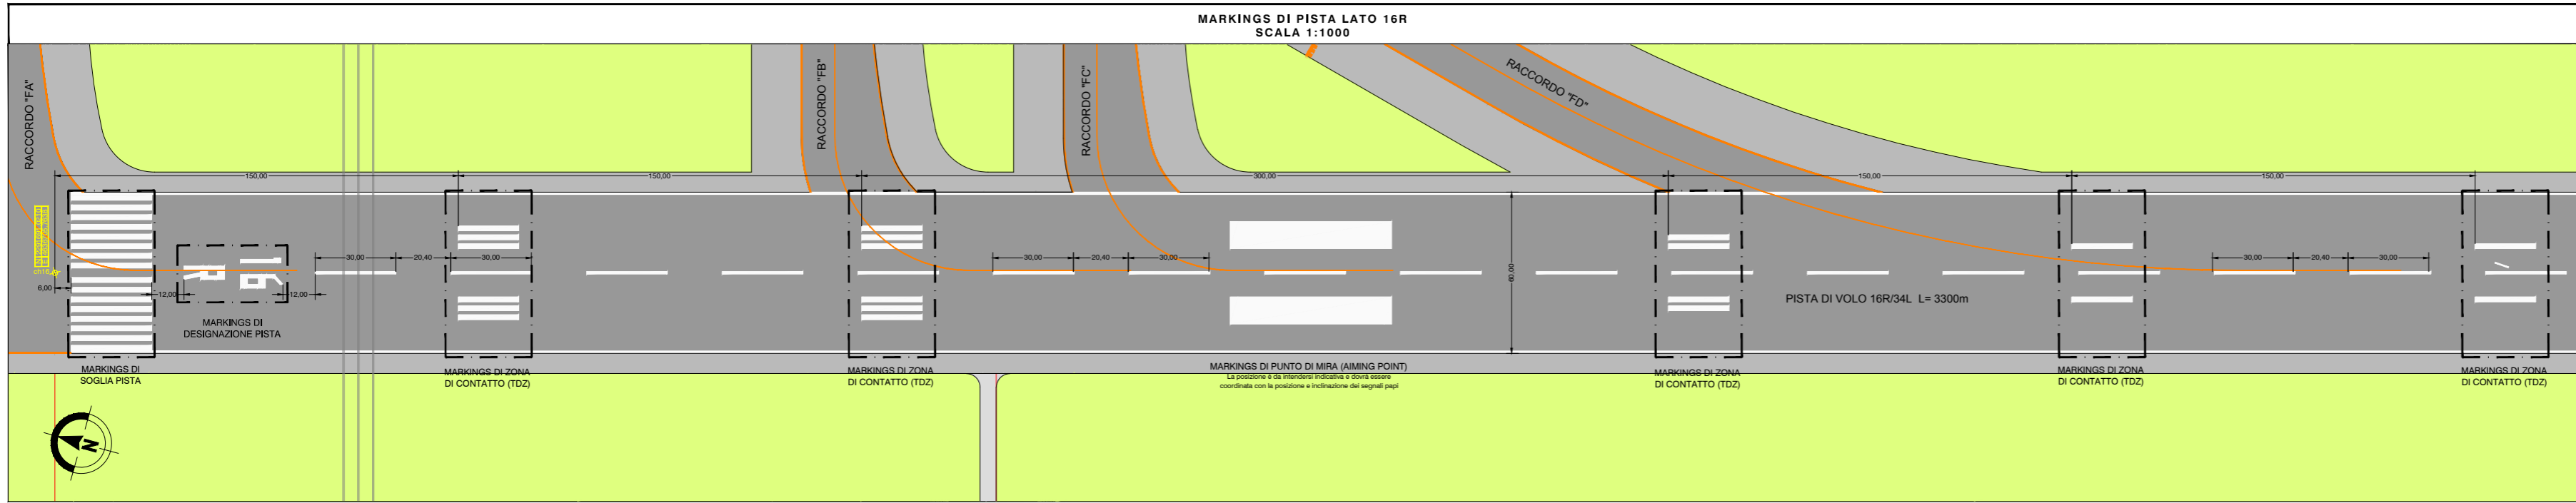 MARKINGS DI PISTA LATO 16R
SCALA 1:1000
RACCORDO "FA"
RACCORDO "FB"
RACCORDO "FC"
RACCORDO "FD"
150,00
150,00
300,00
150,00
150,00
30,00
20,40
30,00
30,00
20,40
30,00
30,00
20,40
30,00
6,00
12,00
12,00
60,00
PISTA DI VOLO 16R/34L L= 3300m
MARKINGS DI
DESIGNAZIONE PISTA
MARKINGS DI
SOGLIA PISTA
MARKINGS DI ZONA
DI CONTATTO (TDZ)
MARKINGS DI ZONA
DI CONTATTO (TDZ)
MARKINGS DI PUNTO DI MIRA (AIMING POINT)
La posizione è da intendersi indicativa e dovrà essere
coordinata con la posizione e inclinazione dei segnali papi
MARKINGS DI ZONA
DI CONTATTO (TDZ)
MARKINGS DI ZONA
DI CONTATTO (TDZ)
MARKINGS DI ZONA
DI CONTATTO (TDZ)
N